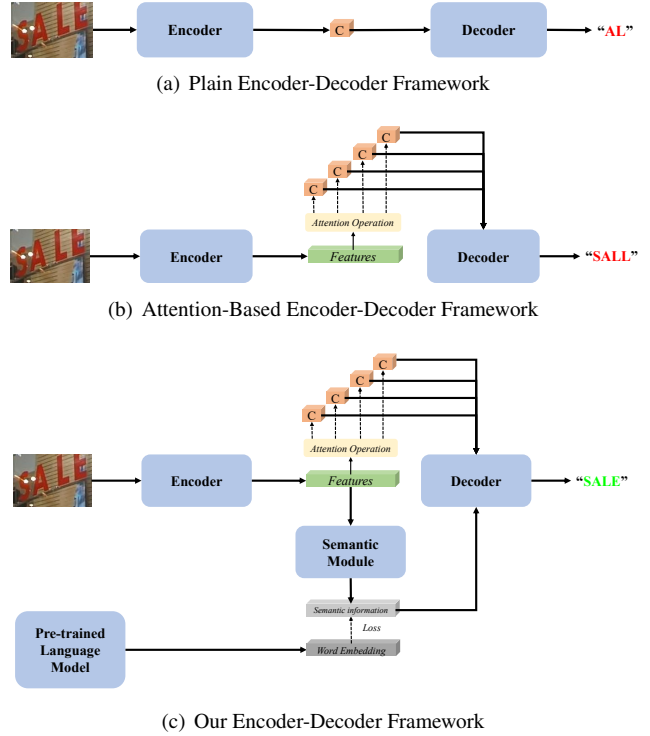 SALE
Encoder
C
Decoder
“AL”
(a) Plain Encoder-Decoder Framework
C
C
C
C
Attention Operation
SALE
Encoder
Features
Decoder
“SALL”
(b) Attention-Based Encoder-Decoder Framework
C
C
C
C
Attention Operation
SALE
Encoder
Features
Decoder
“SALE”
Semantic
Module
Semantic information
Loss
Pre-trained
Language
Model
Word Embedding
(c) Our Encoder-Decoder Framework